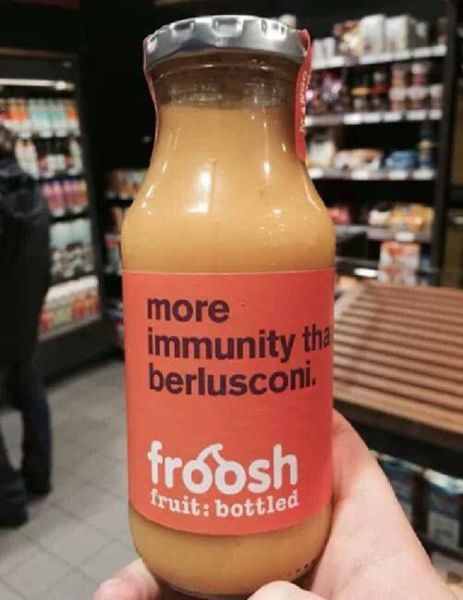 more
immunity tha
berlusconi.
froosh
fruit: bottled